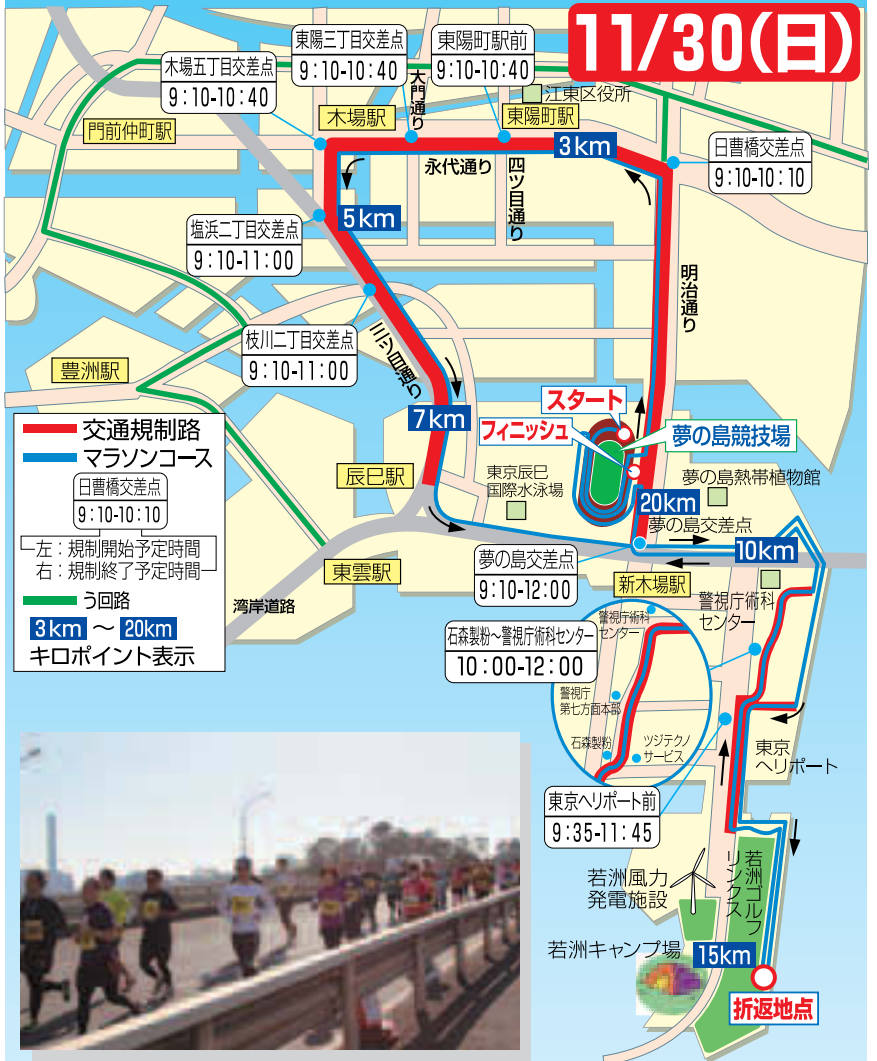 11/30(日)
東陽三丁目交差点
9:10-10:40
東陽町駅前
9:10-10:40
木場五丁目交差点
9:10-10:40
大門通り
江東区役所
門前仲町駅
木場駅
東陽町駅
3km
日曹橋交差点
9:10-10:10
永代通り
四ツ目通り
5km
塩浜二丁目交差点
9:10-11:00
明治通り
枝川二丁目交差点
9:10-11:00
三ツ目通り
豊洲駅
7km
スタート
フィニッシュ
夢の島競技場
交通規制路
マラソンコース
日曹橋交差点
9:10-10:10
左:規制開始予定時間
右:規制終了予定時間
う回路
3km ～ 20km
キロポイント表示
辰巳駅
東京辰巳
国際水泳場
夢の島熱帯植物館
20km
夢の島交差点
10km
夢の島交差点
9:10-12:00
東雲駅
新木場駅
湾岸道路
警視庁術科
センター
石森製粉～警視庁術科センター
10:00-12:00
警視庁術科
センター
警視庁
第七方面本部
石森製粉
ツジテクノ
サービス
東京
ヘリポート
東京ヘリポート前
9:35-11:45
若洲ゴルフ
リンクス
若洲風力
発電施設
若洲キャンプ場
15km
折返地点